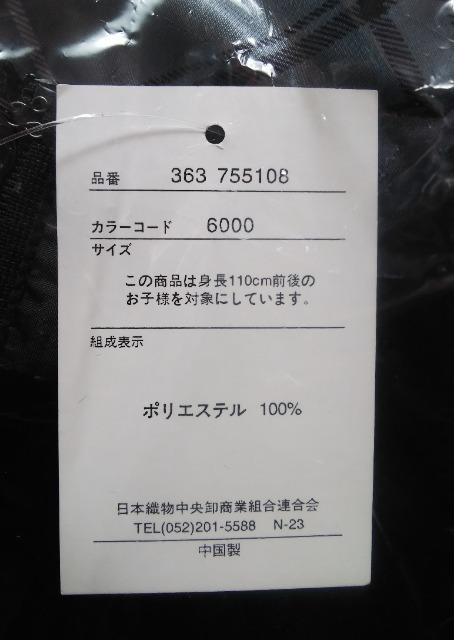 品番 363 755108
カラーコード 6000
サイズ
この商品は身長110cm前後の
お子様を対象にしています。
組成表示
ポリエステル 100%
日本織物中央卸商業組合連合会
TEL(052)201-5588 N-23
中国製